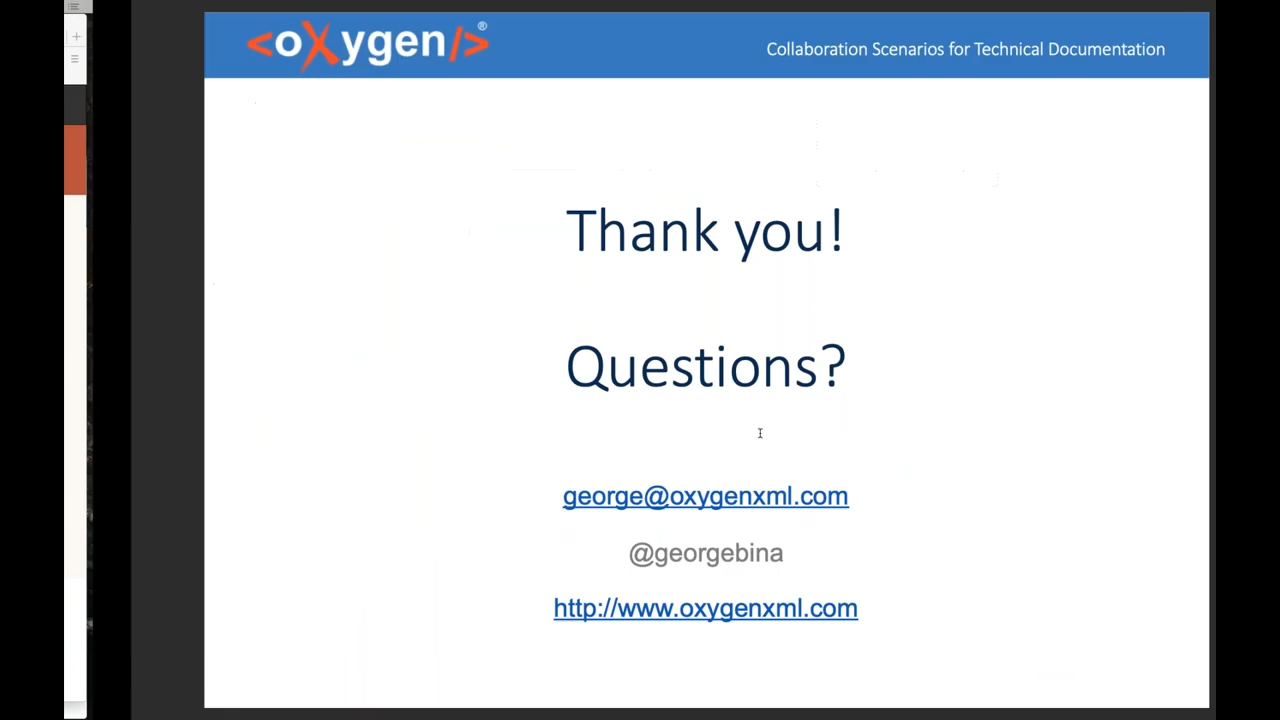 <oXygen/>®
Collaboration Scenarios for Technical Documentation
Thank you!
Questions?
george@oxygenxml.com
@georgebina
http://www.oxygenxml.com